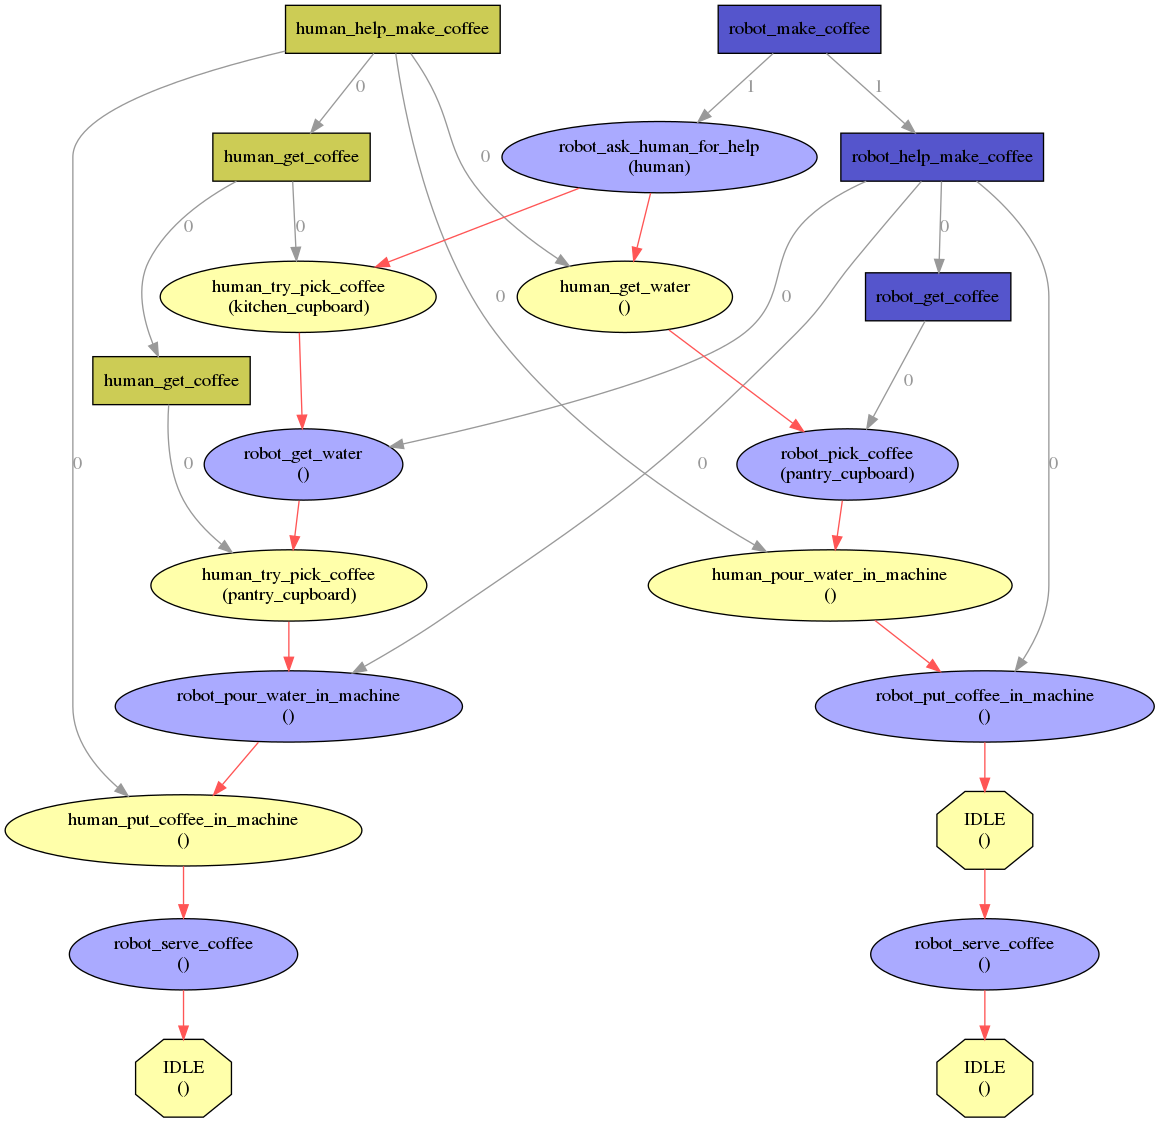 human_help_make_coffee
robot_make_coffee
0
1
1
human_get_coffee
robot_ask_human_for_help
(human)
robot_help_make_coffee
0
0
0
0
human_try_pick_coffee
(kitchen_cupboard)
human_get_water
()
robot_get_coffee
0
0
human_get_coffee
0
robot_get_water
()
robot_pick_coffee
(pantry_cupboard)
0
0
0
0
human_try_pick_coffee
(pantry_cupboard)
human_pour_water_in_machine
()
robot_pour_water_in_machine
()
robot_put_coffee_in_machine
()
human_put_coffee_in_machine
()
IDLE
()
robot_serve_coffee
()
robot_serve_coffee
()
IDLE
()
IDLE
()